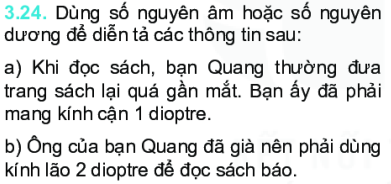 3.24. Dùng số nguyên âm hoặc số nguyên
dương để diễn tả các thông tin sau:
a) Khi đọc sách, bạn Quang thường đưa
trang sách lại quá gần mắt. Bạn ấy đã phải
mang kính cận 1 dioptre.
b) Ông của bạn Quang đã già nên phải dùng
kính lão 2 dioptre để đọc sách báo.